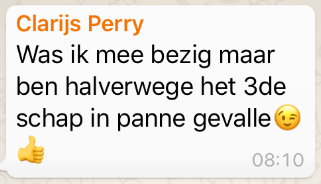 Clarijs Perry
Was ik mee bezig maar
ben halverwege het 3de
schap in panne gevalle😉
👍
08:10